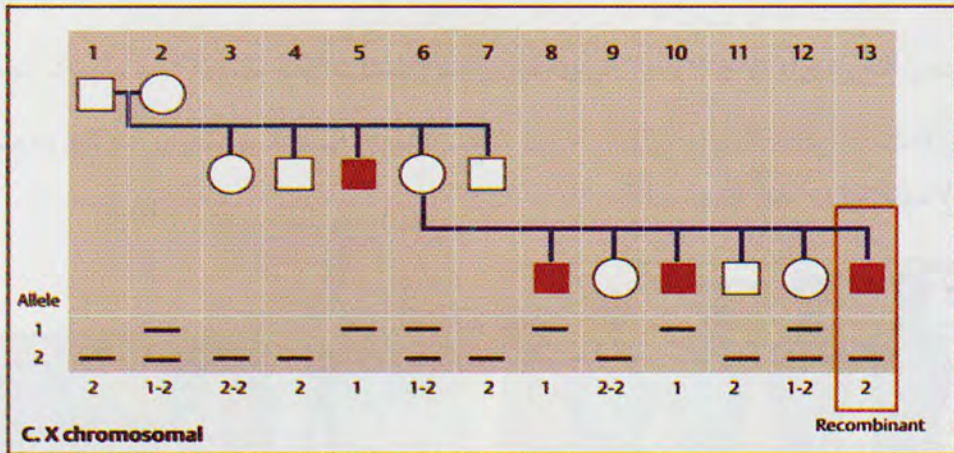 1 2 3 4 5 6 7 8 9 10 11 12 13
Allele
1
2
2 1-2 2-2 2 1 1-2 2 1 2-2 1 2 1-2 2
C. X chromosomal
Recombinant